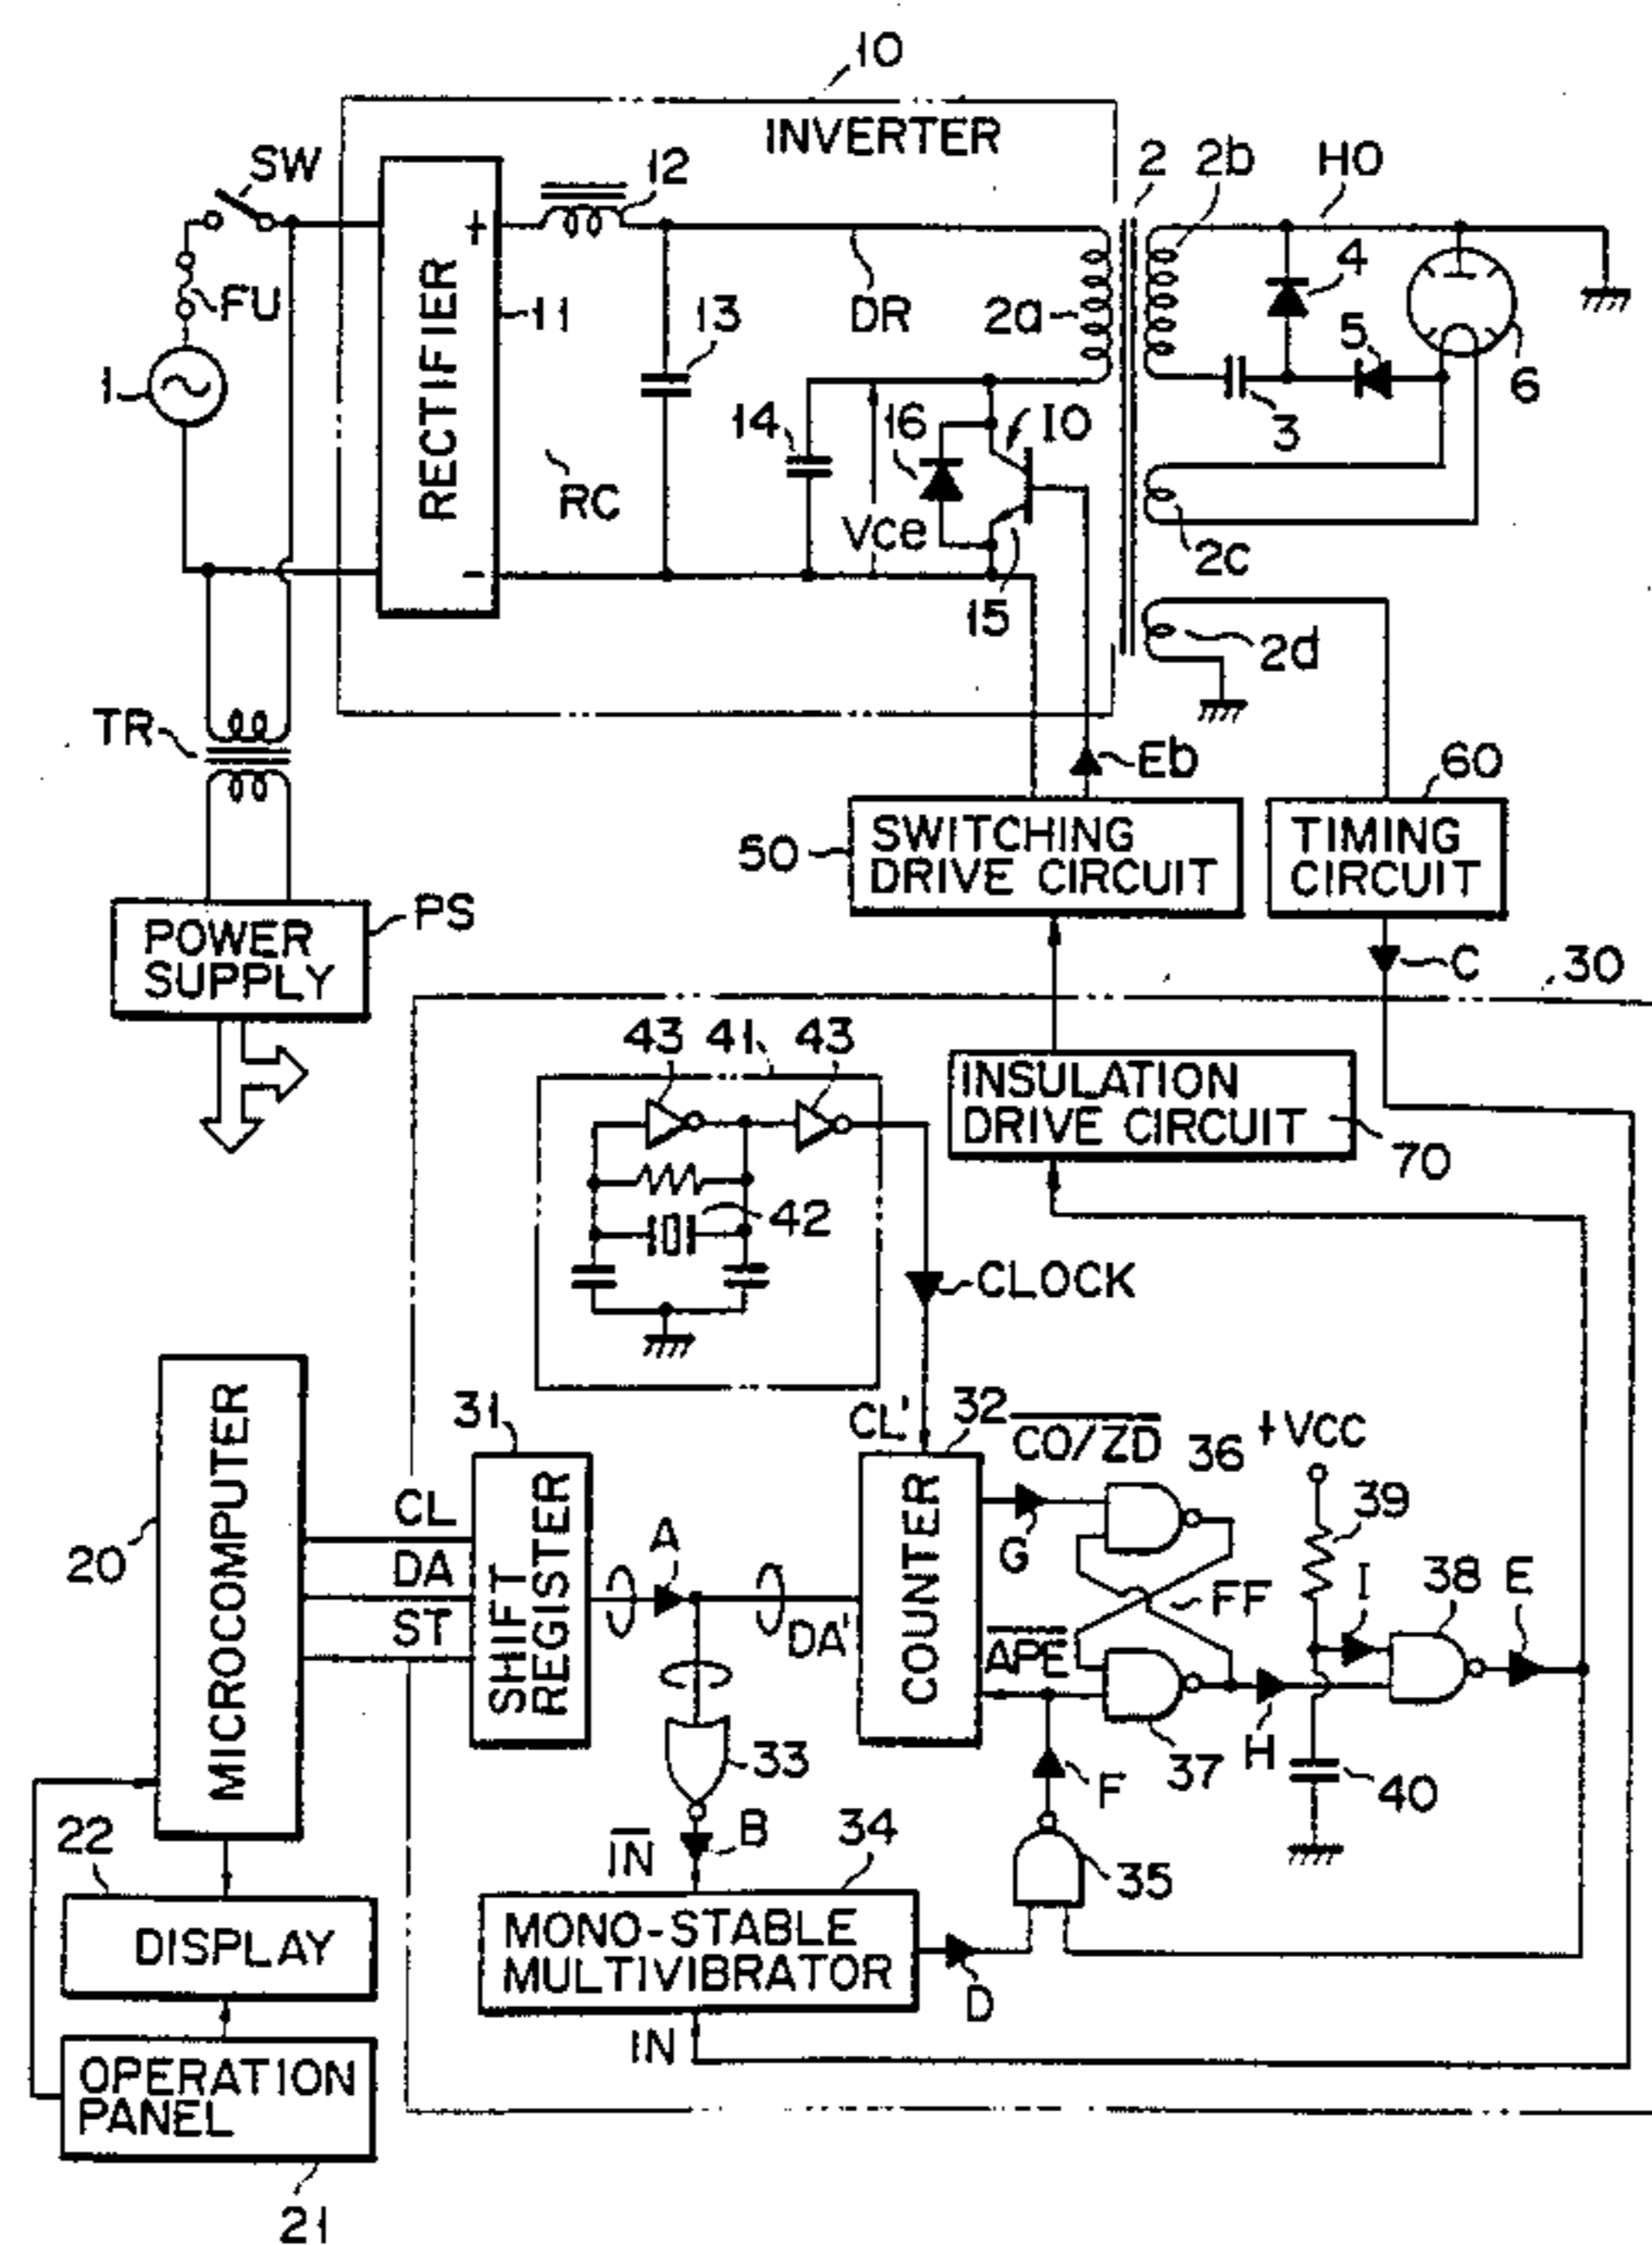 10
INVERTER
SW
12
2
2b
HO
FU
RECTIFIER
+
-
11
13
DR
2a
4
5
6
1
14
16
IO
3
RC
Vce
15
2c
2d
TR
Eb
60
50
SWITCHING
DRIVE CIRCUIT
TIMING
CIRCUIT
PS
POWER
SUPPLY
C
30
43
41
43
INSULATION
DRIVE CIRCUIT
70
42
CLOCK
MICROCOMPUTER
20
31
CL'
32
CO/ZD
36
+VCC
39
CL
DA
ST
SHIFT
REGISTER
A
DA'
COUNTER
G
FF
I
38
E
APE
33
F
37
H
40
22
IN
B
34
35
DISPLAY
MONO-STABLE
MULTIVIBRATOR
D
IN
OPERATION
PANEL
21